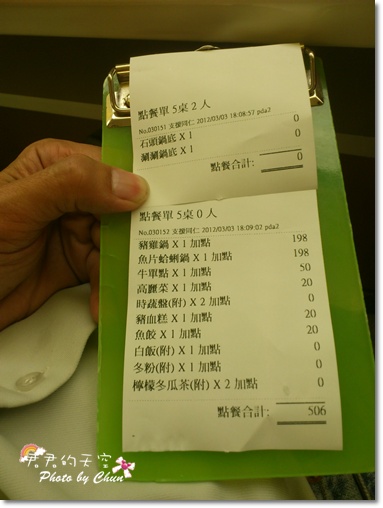 點餐單 5桌 2 人
No.030151 支援同仁 2012/03/03 18:08:57 pda2
石頭鍋底 X 1 0
涮涮鍋底 X 1 0
點餐合計: 0
點餐單 5桌 0 人
No.030152 支援同仁 2012/03/03 18:09:02 pda2
豬雞鍋 X 1 加點 198
魚片蛤蜊鍋 X 1 加點 198
牛單點 X 1 加點 50
高麗菜 X 1 加點 20
時蔬盤(附) X 2 加點 0
豬血糕 X 1 加點 20
魚餃 X 1 加點 20
白飯(附) X 1 加點 0
冬粉(附) X 1 加點 0
檸檬冬瓜茶(附) X 2 加點 0
點餐合計: 506
君君的天空
Photo by Chun